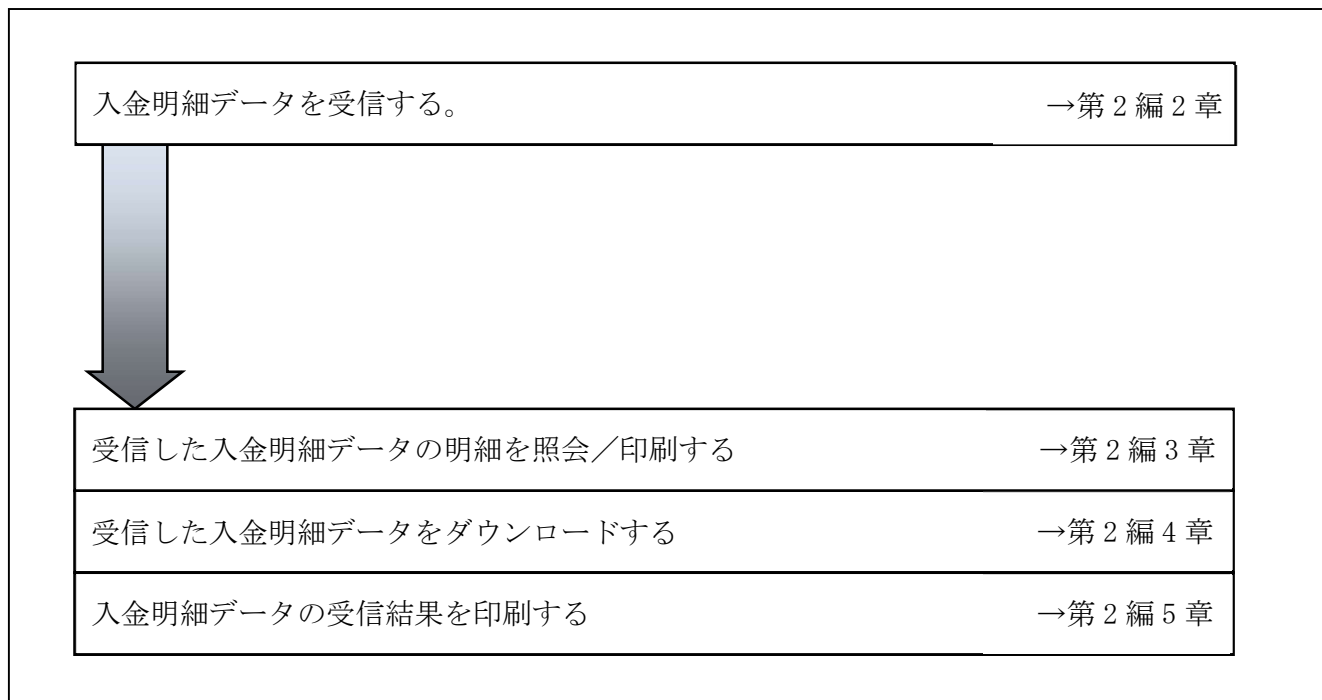 入金明細データを受信する。 →第２編２章
受信した入金明細データの明細を照会／印刷する →第２編３章
受信した入金明細データをダウンロードする →第２編４章
入金明細データの受信結果を印刷する →第２編５章